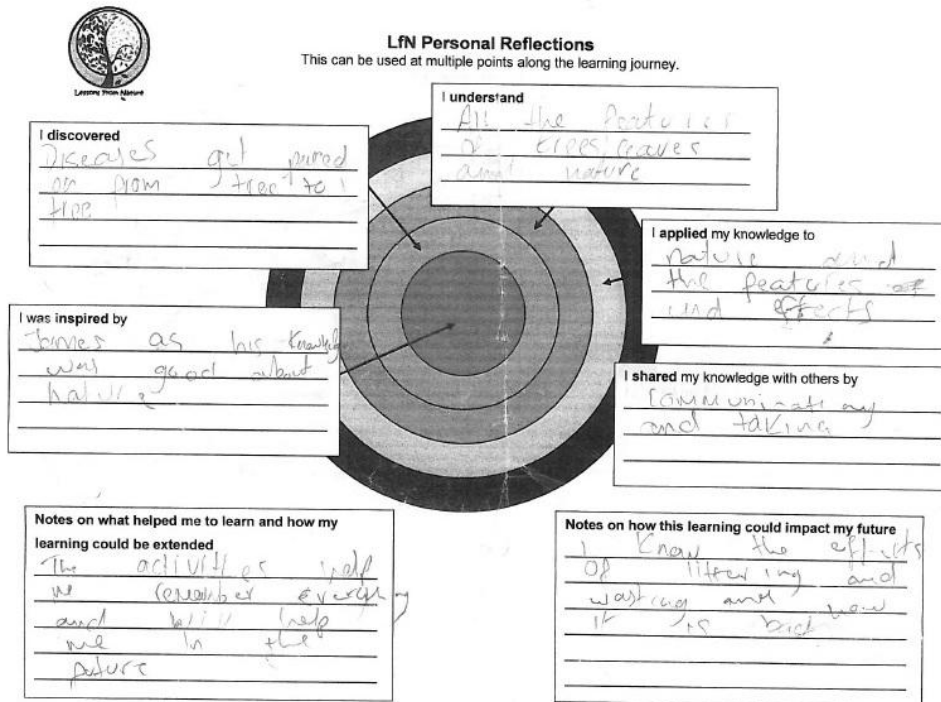 Lessons From Nature
LfN Personal Reflections
This can be used at multiple points along the learning journey.
I discovered
Diseases get pased
on from tree to
tree
I understand
All the features
of trees leaves
and nature
I applied my knowledge to
nature and
the features of
and effects
I was inspired by
James as his knowledge
was good about
nature
I shared my knowledge with others by
communicating
and talking
Notes on what helped me to learn and how my
learning could be extended
The activities help
me remember everything
and will help
me in the
future
Notes on how this learning could impact my future
I know the effects
of littering and
wasting and how
it is bad